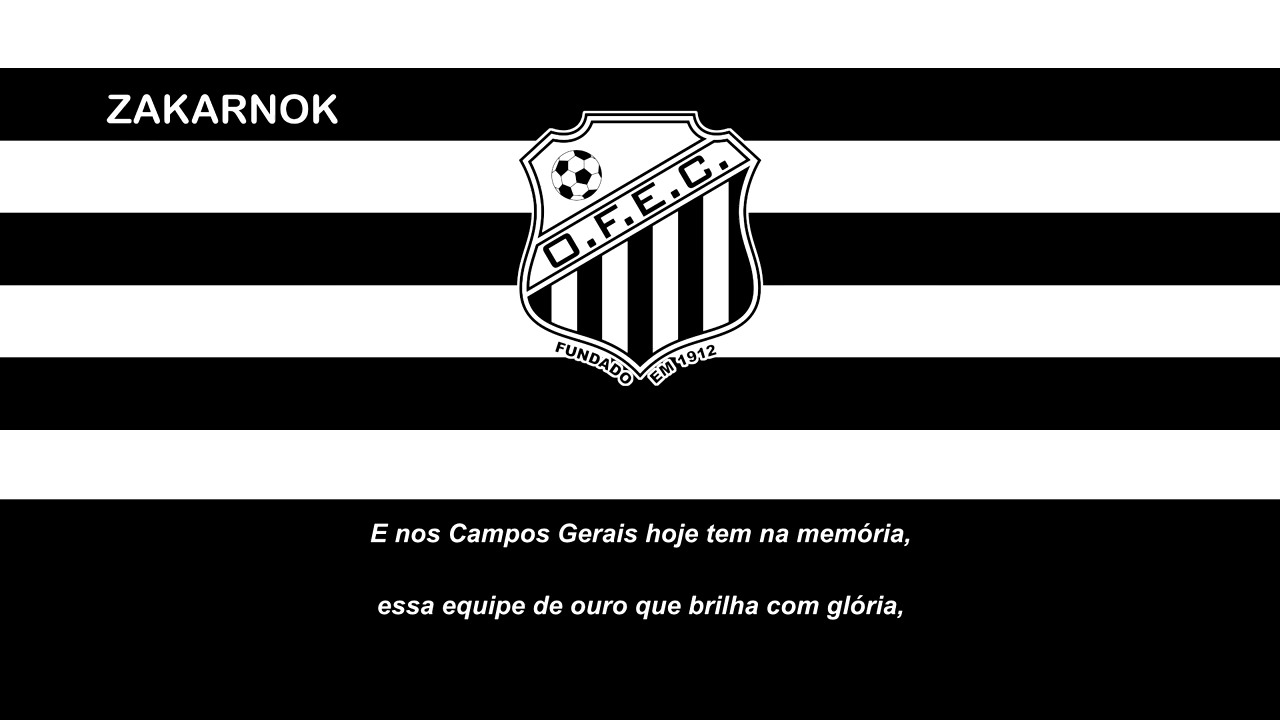 ZAKARNOK
O.F.E.C.
FUNDADO EM 1912
E nos Campos Gerais hoje tem na memória,
essa equipe de ouro que brilha com glória,